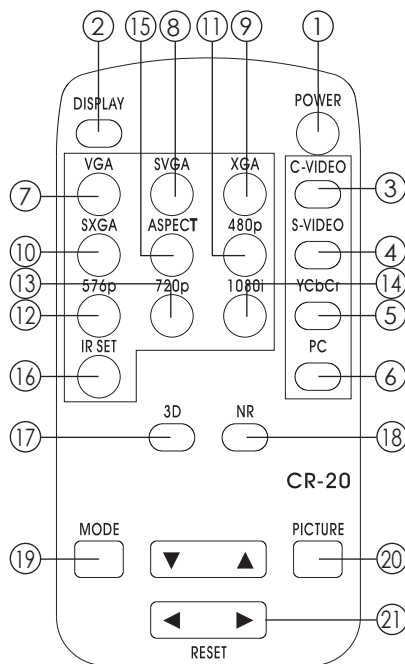 2 15 8 11 9 1
DISPLAY POWER
VGA SVGA XGA C-VIDEO
7 3
SXGA ASPECT 480p S-VIDEO
10 4
13 576p 720p 1080i YCbCr 14
12 5
IR SET PC
16 6
3D NR
17 18
CR-20
MODE PICTURE
19 ▼ ▲ 20
◀ ▶ 21
RESET